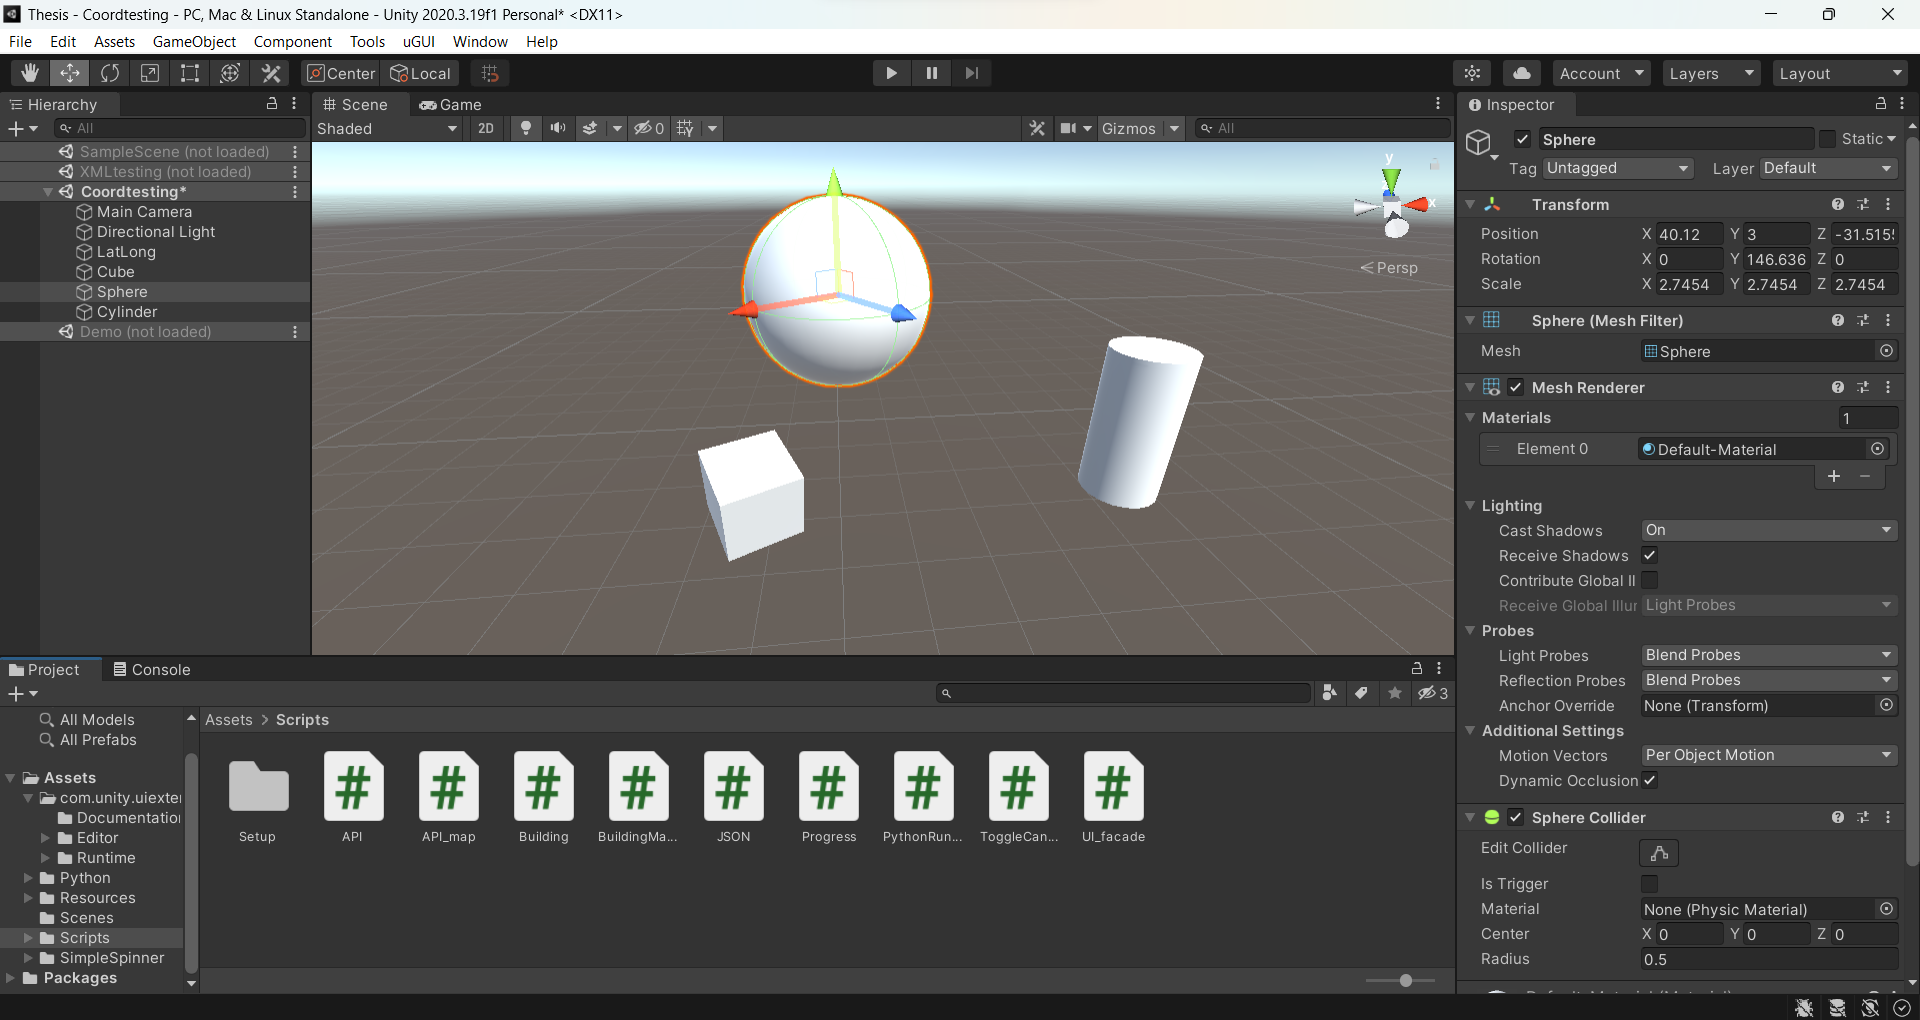 Thesis - Coordtesting - PC, Mac & Linux Standalone - Unity 2020.3.19f1 Personal* <DX11>
File Edit Assets GameObject Component Tools uGUI Window Help
Center Local Account Layers Layout
Hierarchy
All
SampleScene (not loaded)
XMLtesting (not loaded)
Coordtesting*
Main Camera
Directional Light
LatLong
Cube
Sphere
Cylinder
Demo (not loaded)
Scene Game
Shaded 2D 0 Gizmos All
y
x
Persp
Inspector
Sphere Static
Tag Untagged Layer Default
Transform
Position X 40.12 Y 3 Z -31.515
Rotation X 0 Y 146.636 Z 0
Scale X 2.7454 Y 2.7454 Z 2.7454
Sphere (Mesh Filter)
Mesh Sphere
Mesh Renderer
Materials 1
Element 0 Default-Material
Lighting
Cast Shadows On
Receive Shadows
Contribute Global Il
Receive Global Illur Light Probes
Probes
Light Probes Blend Probes
Reflection Probes Blend Probes
Anchor Override None (Transform)
Additional Settings
Motion Vectors Per Object Motion
Dynamic Occlusion
Sphere Collider
Edit Collider
Is Trigger
Material None (Physic Material)
Center X 0 Y 0 Z 0
Radius 0.5
Project Console
3
All Models
All Prefabs
Assets
com.unity.uiexter
Documentation
Editor
Runtime
Python
Resources
Scenes
Scripts
SimpleSpinner
Packages
Assets > Scripts
Setup API API_map Building BuildingMa... JSON Progress PythonRun... ToggleCan... UI_facade